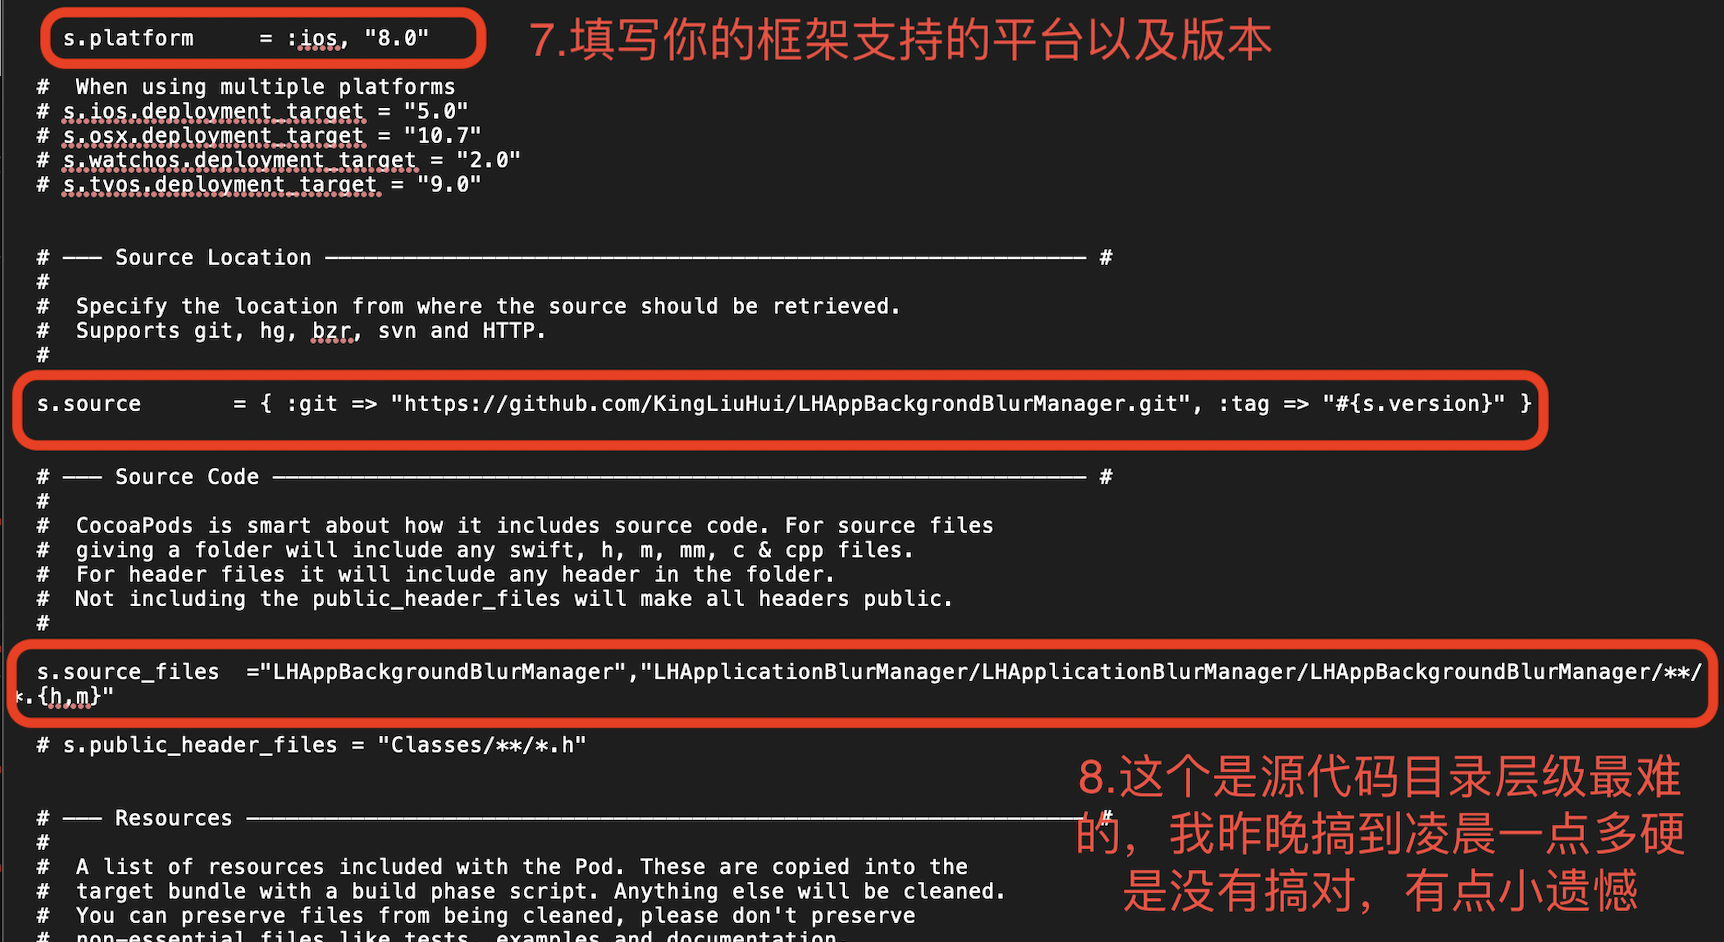 s.platform     = :ios, "8.0"
7.填写你的框架支持的平台以及版本
#  When using multiple platforms
# s.ios.deployment_target = "5.0"
# s.osx.deployment_target = "10.7"
# s.watchos.deployment_target = "2.0"
# s.tvos.deployment_target = "9.0"
# ――― Source Location ―――――――――――――――――――――――――――――――――――――――――――――――――――――――――― #
#
#  Specify the location from where the source should be retrieved.
#  Supports git, hg, bzr, svn and HTTP.
#
s.source       = { :git => "https://github.com/KingLiuHui/LHAppBackgrondBlurManager.git", :tag => "#{s.version}" }
# ――― Source Code ―――――――――――――――――――――――――――――――――――――――――――――――――――――――――――――― #
#
#  CocoaPods is smart about how it includes source code. For source files
#  giving a folder will include any swift, h, m, mm, c & cpp files.
#  For header files it will include any header in the folder.
#  Not including the public_header_files will make all headers public.
#
s.source_files  ="LHAppBackgroundBlurManager","LHApplicationBlurManager/LHApplicationBlurManager/LHAppBackgroundBlurManager/**/
*.{h,m}"
# s.public_header_files = "Classes/**/*.h"
8.这个是源代码目录层级最难
的，我昨晚搞到凌晨一点多硬
是没有搞对，有点小遗憾
# ――― Resources ―――――――――――――――――――――――――――――――――――――――――――――――――――――――――――――――― #
#
#  A list of resources included with the Pod. These are copied into the
#  target bundle with a build phase script. Anything else will be cleaned.
#  You can preserve files from being cleaned, please don't preserve
#  non-essential files like tests, examples and documentation.